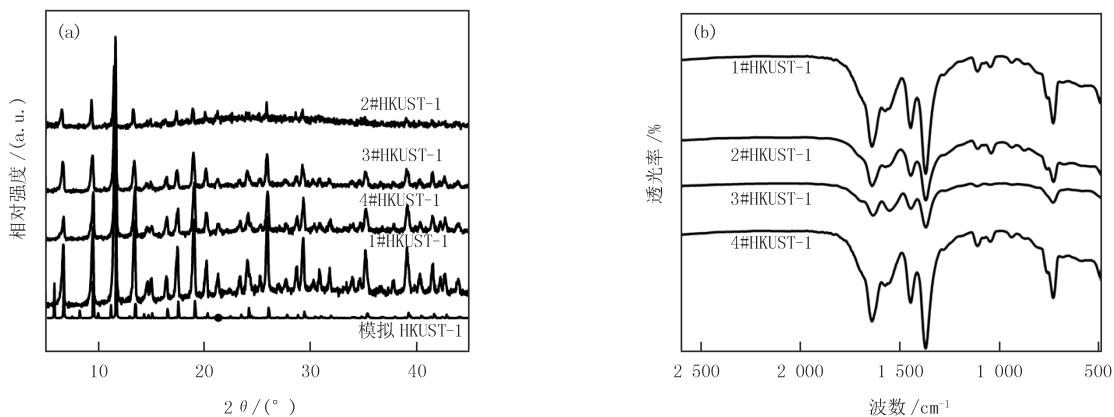 (a)
2#HKUST-1
3#HKUST-1
4#HKUST-1
1#HKUST-1
模拟 HKUST-1
相对强度/(a.u.)
10 20 30 40
2θ/(°)
(b)
1#HKUST-1
2#HKUST-1
3#HKUST-1
4#HKUST-1
透光率/%
2 500 2 000 1 500 1 000 500
波数/cm⁻¹